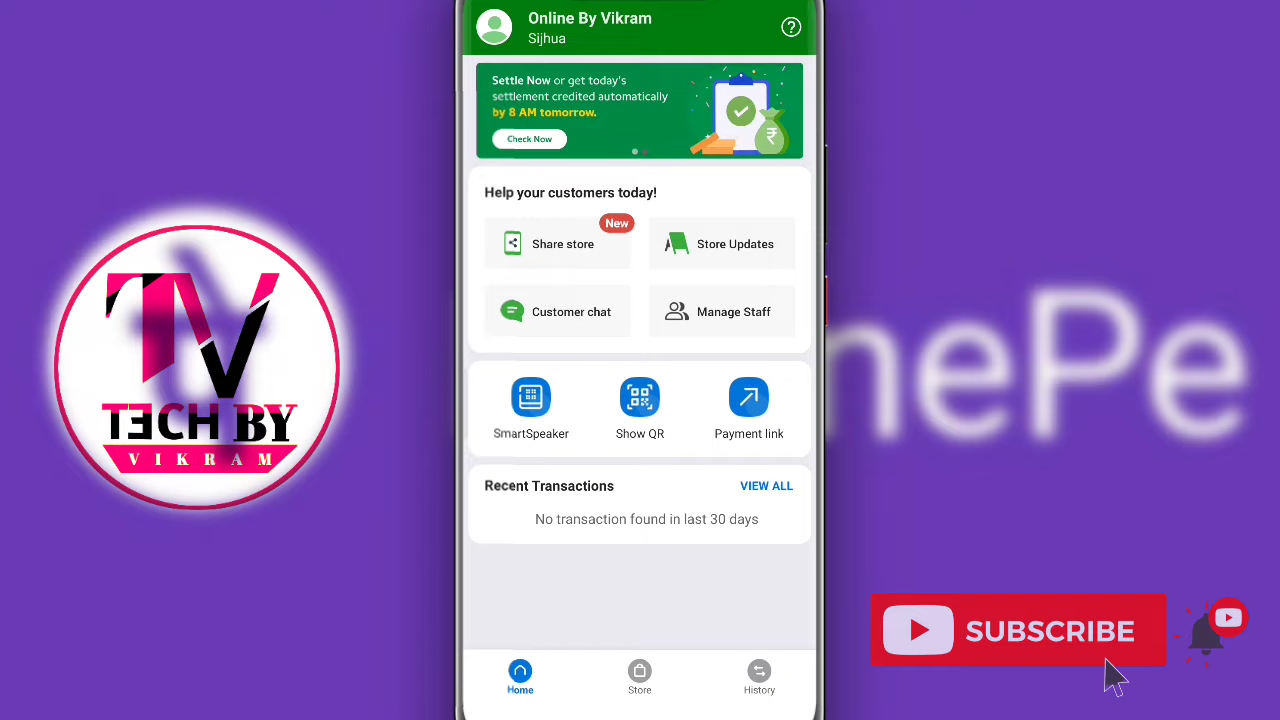 Online By Vikram
Sijhua
Settle Now or get today's
settlement credited automatically
by 8 AM tomorrow.
Check Now
Help your customers today!
New
Share store
Store Updates
Customer chat
Manage Staff
SmartSpeaker
Show QR
Payment link
Recent Transactions
VIEW ALL
No transaction found in last 30 days
Home
Store
History
TV
TECH BY
VIKRAM
nePe
SUBSCRIBE